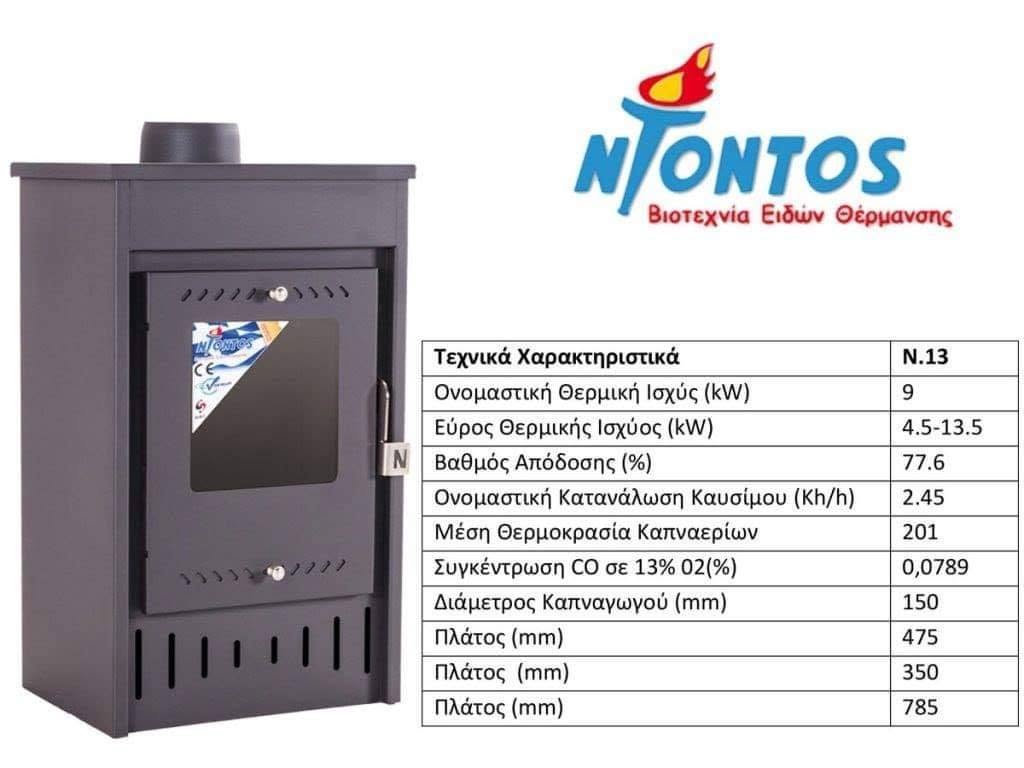 NTONTOS
Βιοτεχνία Ειδών Θέρμανσης
NTONTOS
CE
N
Τεχνικά Χαρακτηριστικά N.13
Ονομαστική Θερμική Ισχύς (kW) 9
Εύρος Θερμικής Ισχύος (kW) 4.5-13.5
Βαθμός Απόδοσης (%) 77.6
Ονομαστική Κατανάλωση Καυσίμου (Kh/h) 2.45
Μέση Θερμοκρασία Καπναερίων 201
Συγκέντρωση CO σε 13% 02(%) 0,0789
Διάμετρος Καπναγωγού (mm) 150
Πλάτος (mm) 475
Πλάτος (mm) 350
Πλάτος (mm) 785